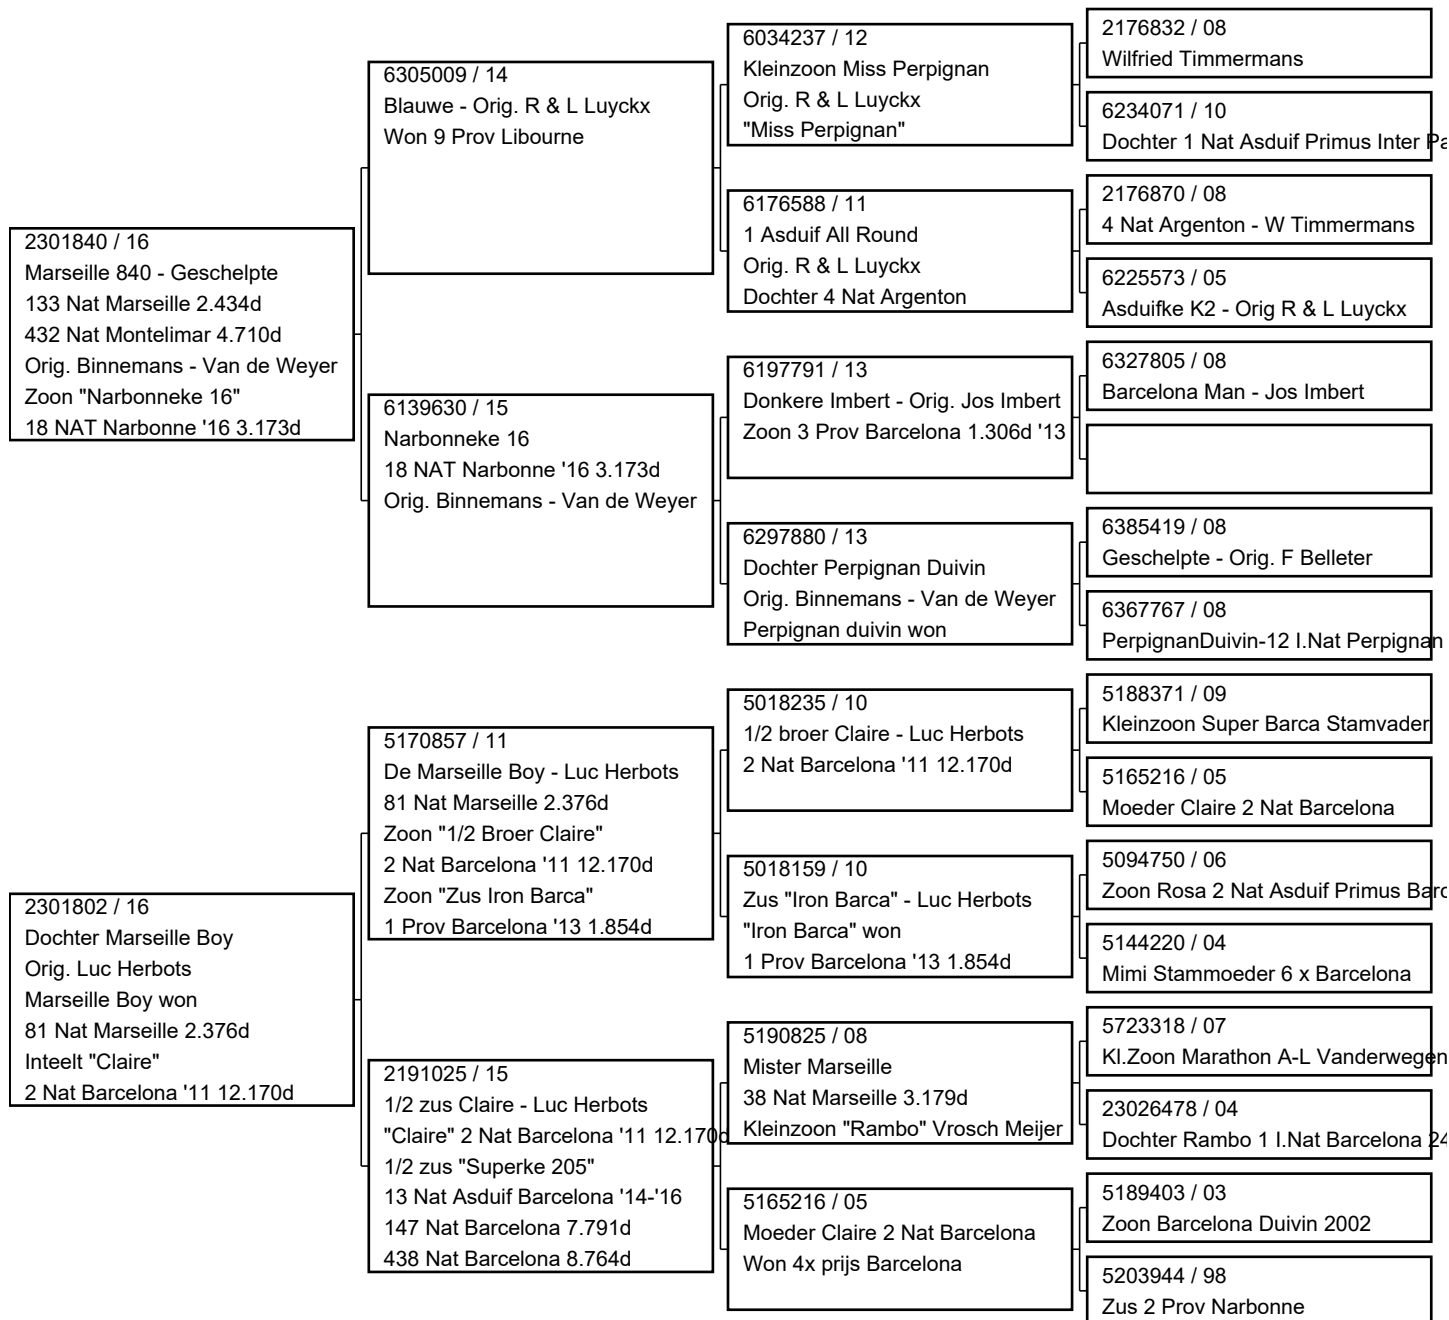 2301840 / 16
Marseille 840 - Geschelpte
133 Nat Marseille 2.434d
432 Nat Montelimar 4.710d
Orig. Binnemans - Van de Weyer
Zoon "Narbonneke 16"
18 NAT Narbonne '16 3.173d
2301802 / 16
Dochter Marseille Boy
Orig. Luc Herbots
Marseille Boy won
81 Nat Marseille 2.376d
Inteelt "Claire"
2 Nat Barcelona '11 12.170d
6305009 / 14
Blauwe - Orig. R & L Luyckx
Won 9 Prov Libourne
6139630 / 15
Narbonneke 16
18 NAT Narbonne '16 3.173d
Orig. Binnemans - Van de Weyer
5170857 / 11
De Marseille Boy - Luc Herbots
81 Nat Marseille 2.376d
Zoon "1/2 Broer Claire"
2 Nat Barcelona '11 12.170d
Zoon "Zus Iron Barca"
1 Prov Barcelona '13 1.854d
2191025 / 15
1/2 zus Claire - Luc Herbots
"Claire" 2 Nat Barcelona '11 12.170d
1/2 zus "Superke 205"
13 Nat Asduif Barcelona '14-'16
147 Nat Barcelona 7.791d
438 Nat Barcelona 8.764d
6034237 / 12
Kleinzoon Miss Perpignan
Orig. R & L Luyckx
"Miss Perpignan"
6176588 / 11
1 Asduif All Round
Orig. R & L Luyckx
Dochter 4 Nat Argenton
6197791 / 13
Donkere Imbert - Orig. Jos Imbert
Zoon 3 Prov Barcelona 1.306d '13
6297880 / 13
Dochter Perpignan Duivin
Orig. Binnemans - Van de Weyer
Perpignan duivin won
5018235 / 10
1/2 broer Claire - Luc Herbots
2 Nat Barcelona '11 12.170d
5018159 / 10
Zus "Iron Barca" - Luc Herbots
"Iron Barca" won
1 Prov Barcelona '13 1.854d
5190825 / 08
Mister Marseille
38 Nat Marseille 3.179d
Kleinzoon "Rambo" Vrosch Meijer
5165216 / 05
Moeder Claire 2 Nat Barcelona
Won 4x prijs Barcelona
2176832 / 08
Wilfried Timmermans
6234071 / 10
Dochter 1 Nat Asduif Primus Inter Pa
2176870 / 08
4 Nat Argenton - W Timmermans
6225573 / 05
Asduifke K2 - Orig R & L Luyckx
6327805 / 08
Barcelona Man - Jos Imbert
6385419 / 08
Geschelpte - Orig. F Belleter
6367767 / 08
PerpignanDuivin-12 I.Nat Perpignan
5188371 / 09
Kleinzoon Super Barca Stamvader
5165216 / 05
Moeder Claire 2 Nat Barcelona
5094750 / 06
Zoon Rosa 2 Nat Asduif Primus Barc
5144220 / 04
Mimi Stammoeder 6 x Barcelona
5723318 / 07
Kl.Zoon Marathon A-L Vanderwegen
23026478 / 04
Dochter Rambo 1 I.Nat Barcelona 24
5189403 / 03
Zoon Barcelona Duivin 2002
5203944 / 98
Zus 2 Prov Narbonne